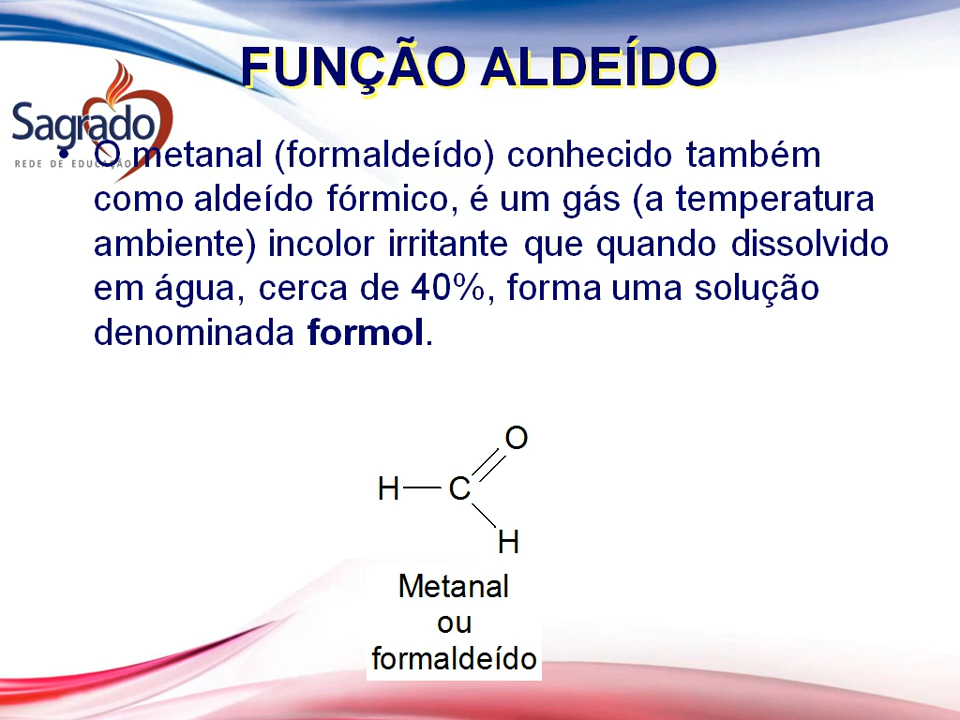 FUNÇÃO ALDEÍDO
Sagrado
REDE DE EDUCAÇÃO
• O metanal (formaldeído) conhecido também
como aldeído fórmico, é um gás (a temperatura
ambiente) incolor irritante que quando dissolvido
em água, cerca de 40%, forma uma solução
denominada formol.
O
H C
H
Metanal
ou
formaldeído